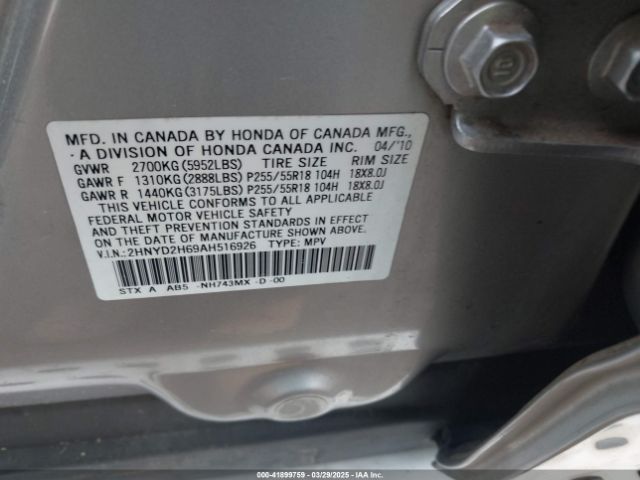 MFD. IN CANADA BY HONDA OF CANADA MFG.,
A DIVISION OF HONDA CANADA INC. 04/'10
GVWR 2700KG(5952LBS) TIRE SIZE RIM SIZE
GAWR F 1310KG(2888LBS) P255/55R18 104H 18X8.0J
GAWR R 1440KG(3175LBS) P255/55R18 104H 18X8.0J
THIS VEHICLE CONFORMS TO ALL APPLICABLE
FEDERAL MOTOR VEHICLE SAFETY
AND THEFT PREVENTION STANDARDS IN EFFECT ON
THE DATE OF MANUFACTURE SHOWN ABOVE.
V.I.N.:2HNYD2H69AH516926 TYPE: MPV
STX A AB5 -NH743MX -D -00
00-41899759 | 03/29/2025 - IAA Inc.